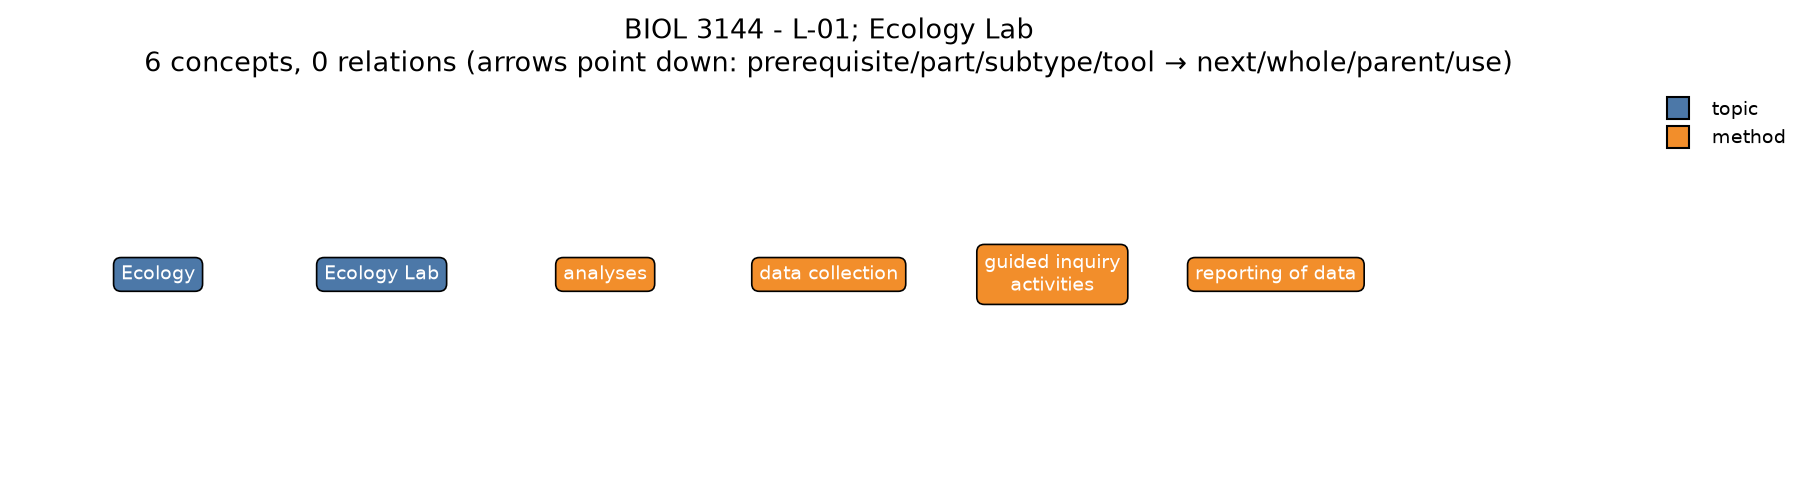 BIOL 3144 - L-01; Ecology Lab
6 concepts, 0 relations (arrows point down: prerequisite/part/subtype/tool → next/whole/parent/use)
topic
method
Ecology
Ecology Lab
analyses
data collection
guided inquiry
activities
reporting of data